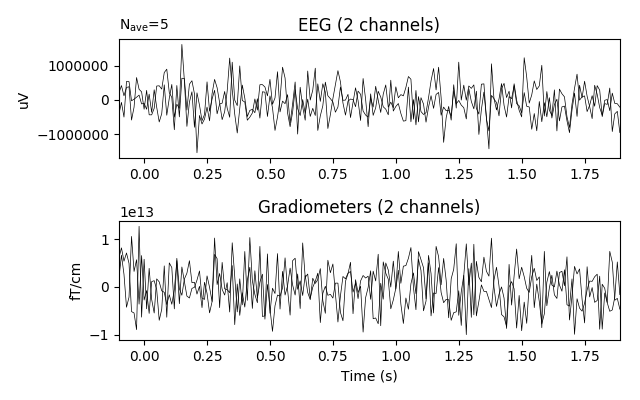 N_ave=5
EEG (2 channels)
uV
1000000
0
−1000000
0.00 0.25 0.50 0.75 1.00 1.25 1.50 1.75
1e13
Gradiometers (2 channels)
fT/cm
1
0
−1
0.00 0.25 0.50 0.75 1.00 1.25 1.50 1.75
Time (s)